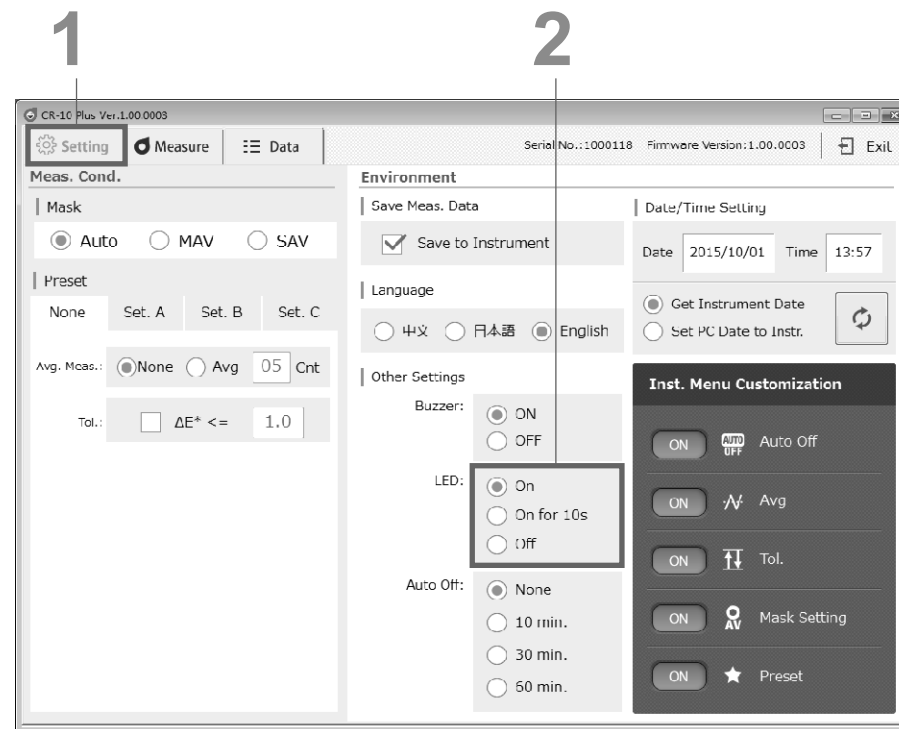 1 2
CR-10 Plus Ver.1.00.0003
Setting Measure Data Serial No.:1000118 Firmware Version:1.00.0003 Exit
Meas. Cond.
Mask
Auto MAV SAV
Preset
None Set. A Set. B Set. C
Avg. Meas.: None Avg 05 Cnt
Tol.: ΔE* <= 1.0
Environment
Save Meas. Data
Save to Instrument
Language
中文 日本語 English
Other Settings
Buzzer: ON
OFF
LED: On
On for 10s
Off
Auto Off: None
10 min.
30 min.
60 min.
Date/Time Setting
Date 2015/10/01 Time 13:57
Get Instrument Date
Set PC Date to Instr.
Inst. Menu Customization
ON AUTO OFF Auto Off
ON Avg
ON Tol.
ON AV Mask Setting
ON Preset